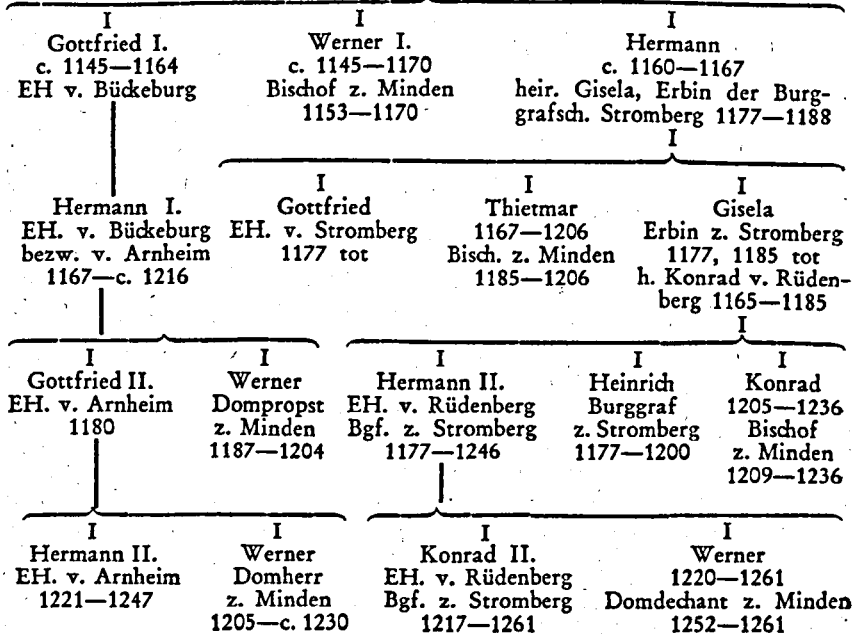 Gottfried I.
c. 1145—1164
EH v. Bückeburg
Werner I.
c. 1145—1170
Bischof z. Minden
1153—1170
Hermann
c. 1160—1167
heir. Gisela, Erbin der Burg-
grafsch. Stromberg 1177—1188
Hermann I.
EH. v. Bückeburg
bezw. v. Arnheim
1167—c. 1216
Gottfried
EH. v. Stromberg
1177 tot
Thietmar
1167—1206
Bisch. z. Minden
1185—1206
Gisela
Erbin z. Stromberg
1177, 1185 tot
h. Konrad v. Rüden-
berg 1165—1185
Gottfried II.
EH. v. Arnheim
1180
Werner
Dompropst
z. Minden
1187—1204
Hermann II.
EH. v. Rüdenberg
Bgf. z. Stromberg
1177—1246
Heinrich
Burggraf
z. Stromberg
1177—1200
Konrad
1205—1236
Bischof
z. Minden
1209—1236
Hermann II.
EH. v. Arnheim
1221—1247
Werner
Domherr
z. Minden
1205—c. 1230
Konrad II.
EH. v. Rüdenberg
Bgf. z. Stromberg
1217—1261
Werner
1220—1261
Domdechant z. Minden
1252—1261